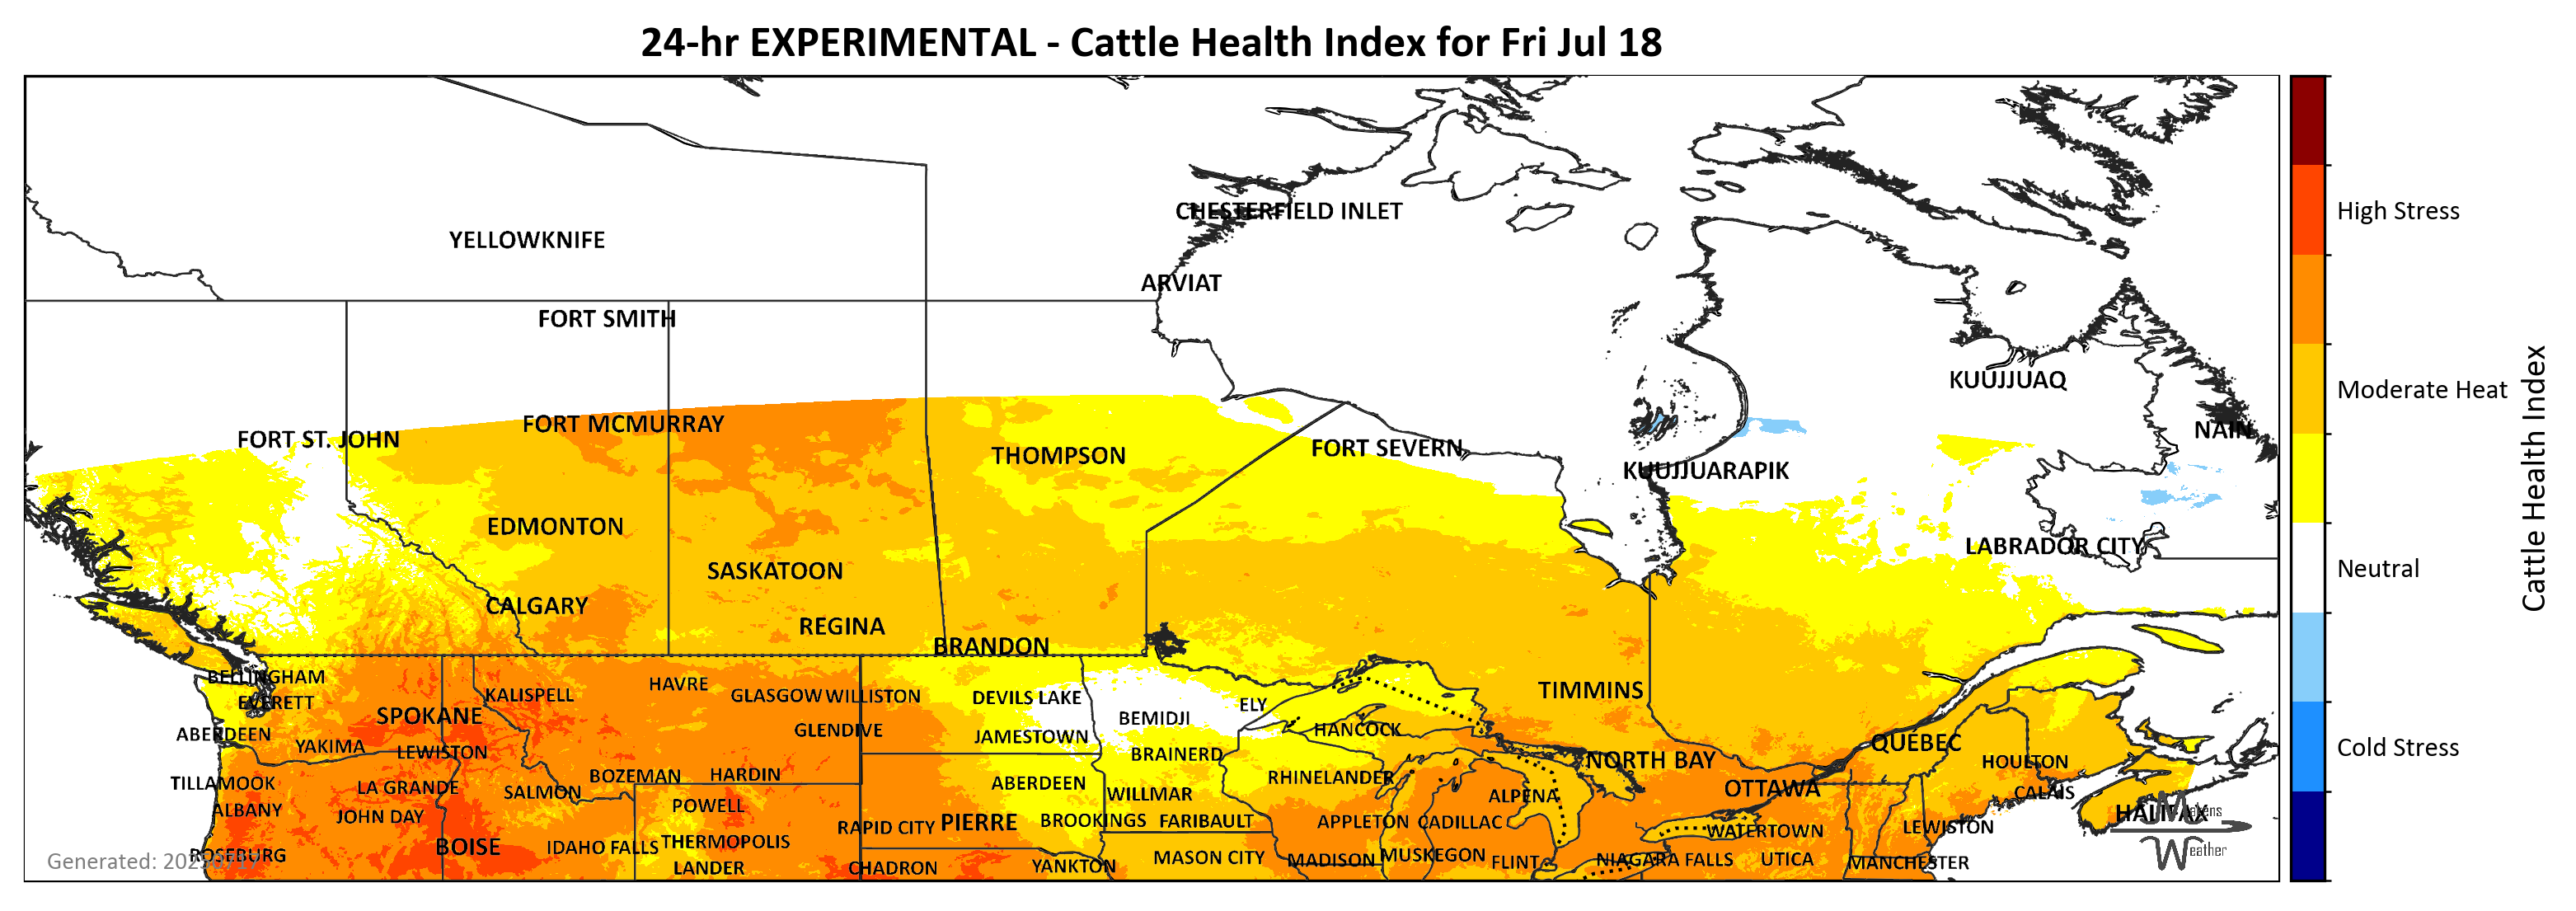 24-hr EXPERIMENTAL - Cattle Health Index for Fri Jul 18
CHESTERFIELD INLET
High Stress
YELLOWKNIFE
ARVIAT
FORT SMITH
KUUJJUAQ
Moderate Heat
FORT MCMURRAY
NAIN
FORT ST. JOHN
FORT SEVERN
THOMPSON
KUUJJUARAPIK
Cattle Health Index
EDMONTON
LABRADOR CITY
SASKATOON
Neutral
CALGARY
REGINA
BRANDON
BELLINGHAM
HAVRE
TIMMINS
KALISPELL
GLASGOW
WILLISTON
DEVILS LAKE
EVERETT
ELY
SPOKANE
BEMIDJI
ABERDEEN
GLENDIVE
JAMESTOWN
HANCOCK
QUEBEC
YAKIMA
LEWISTON
BRAINERD
Cold Stress
NORTH BAY
HOULTON
BOZEMAN
HARDIN
RHINELANDER
TILLAMOOK
LA GRANDE
SALMON
ABERDEEN
WILLMAR
OTTAWA
CALAIS
ALPENA
ALBANY
JOHN DAY
POWELL
HALIFAX
Makens
Weather
RAPID CITY
PIERRE
BROOKINGS
FARIBAULT
APPLETON
CADILLAC
WATERTOWN
LEWISTON
BOISE
IDAHO FALLS
THERMOPOLIS
ROSEBURG
MASON CITY
MADISON
MUSKEGON
FLINT
NIAGARA FALLS
UTICA
MANCHESTER
Generated:
LANDER
CHADRON
YANKTON